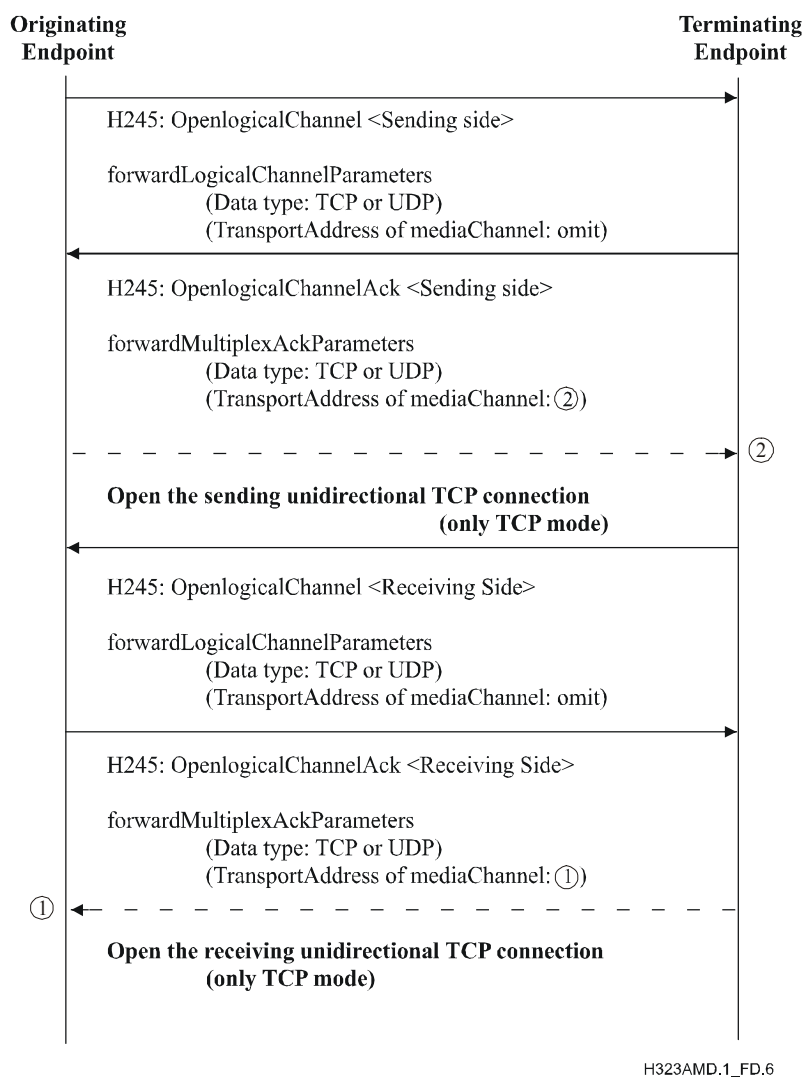 Originating
Endpoint
Terminating
Endpoint
H245: OpenlogicalChannel <Sending side>
forwardLogicalChannelParameters
(Data type: TCP or UDP)
(TransportAddress of mediaChannel: omit)
H245: OpenlogicalChannelAck <Sending side>
forwardMultiplexAckParameters
(Data type: TCP or UDP)
(TransportAddress of mediaChannel: ②)
②
Open the sending unidirectional TCP connection
(only TCP mode)
H245: OpenlogicalChannel <Receiving Side>
forwardLogicalChannelParameters
(Data type: TCP or UDP)
(TransportAddress of mediaChannel: omit)
H245: OpenlogicalChannelAck <Receiving Side>
forwardMultiplexAckParameters
(Data type: TCP or UDP)
(TransportAddress of mediaChannel: ①)
①
Open the receiving unidirectional TCP connection
(only TCP mode)
H323AMD.1_FD.6